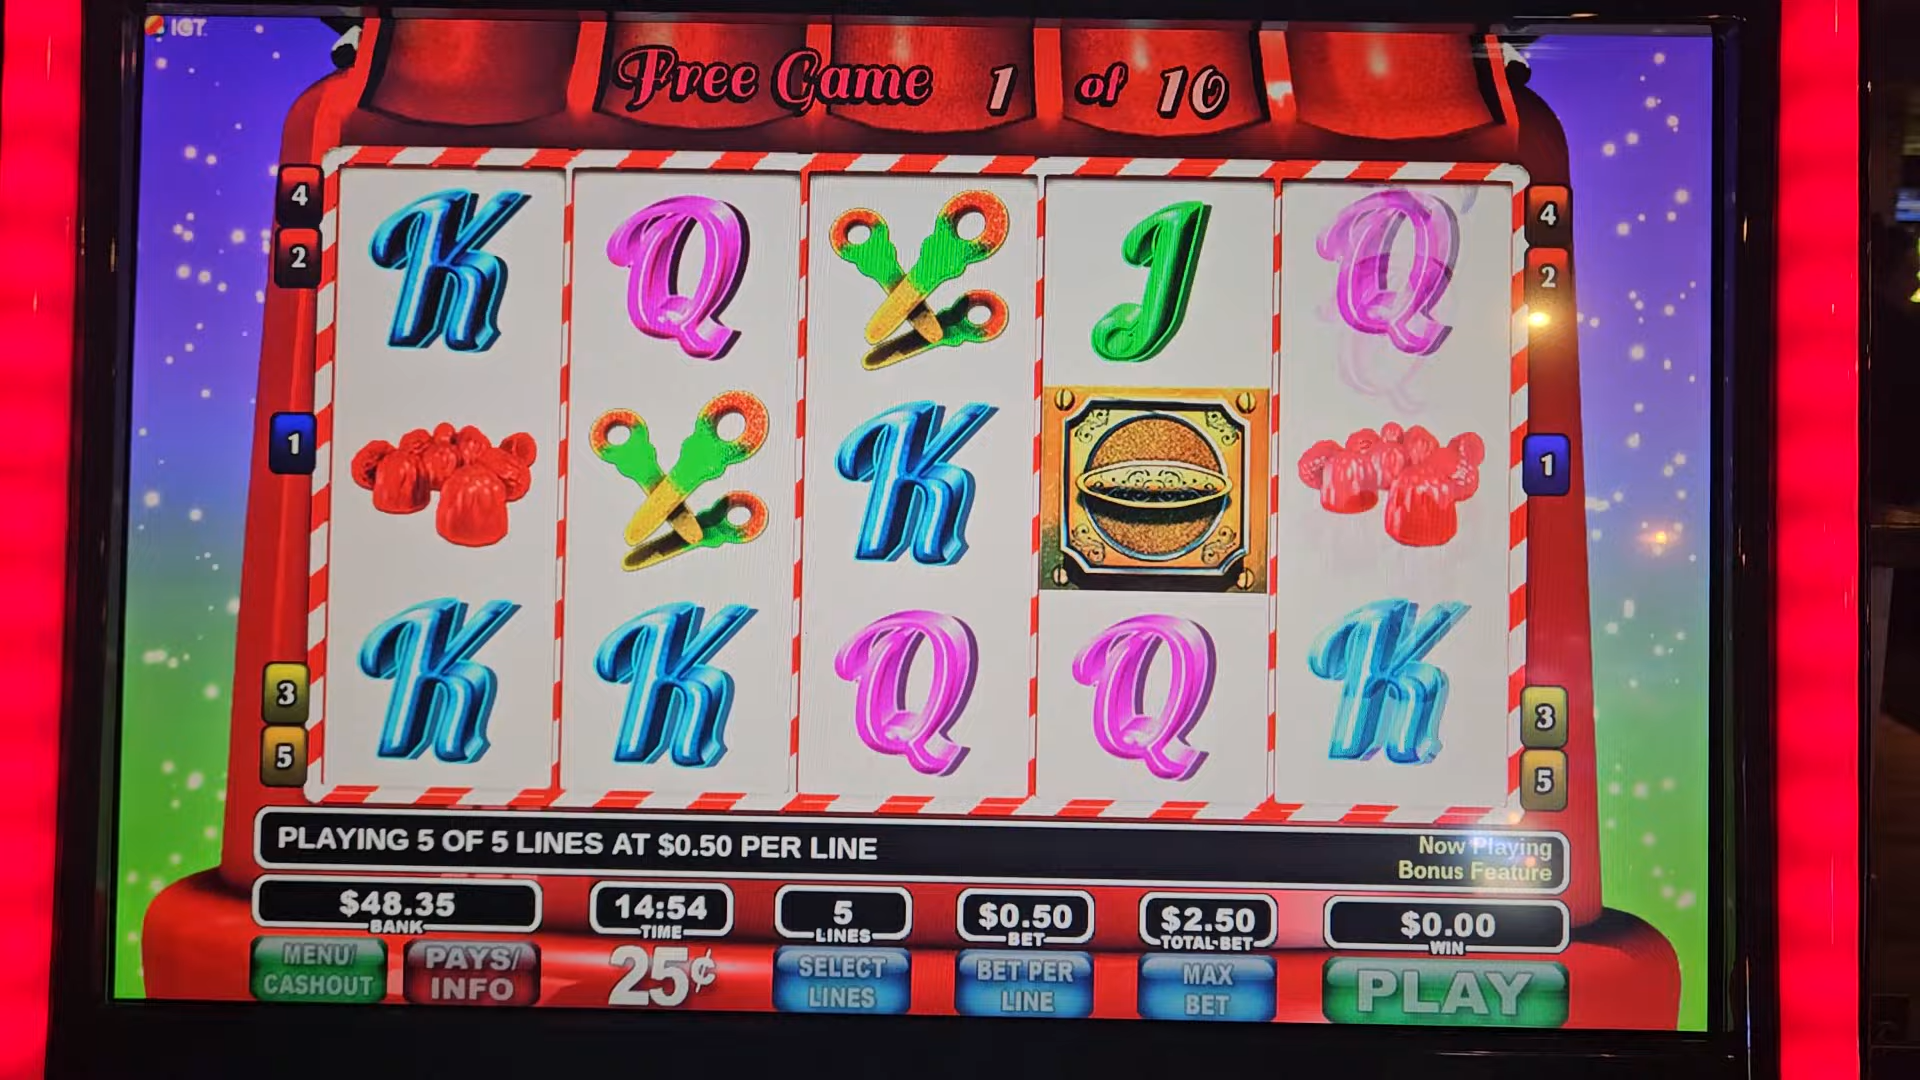 IGT
Free Game 1 of 10
4 K Q J Q 4
2 2
1 K 1
K K Q Q K
3 3
5 5
PLAYING 5 OF 5 LINES AT $0.50 PER LINE
Now Playing
Bonus Feature
$48.35 14:54 5 $0.50 $2.50 $0.00
BANK TIME LINES BET TOTAL-BET WIN
MENU/ CASHOUT
PAYS/ INFO
25¢
SELECT LINES
BET PER LINE
MAX BET
PLAY